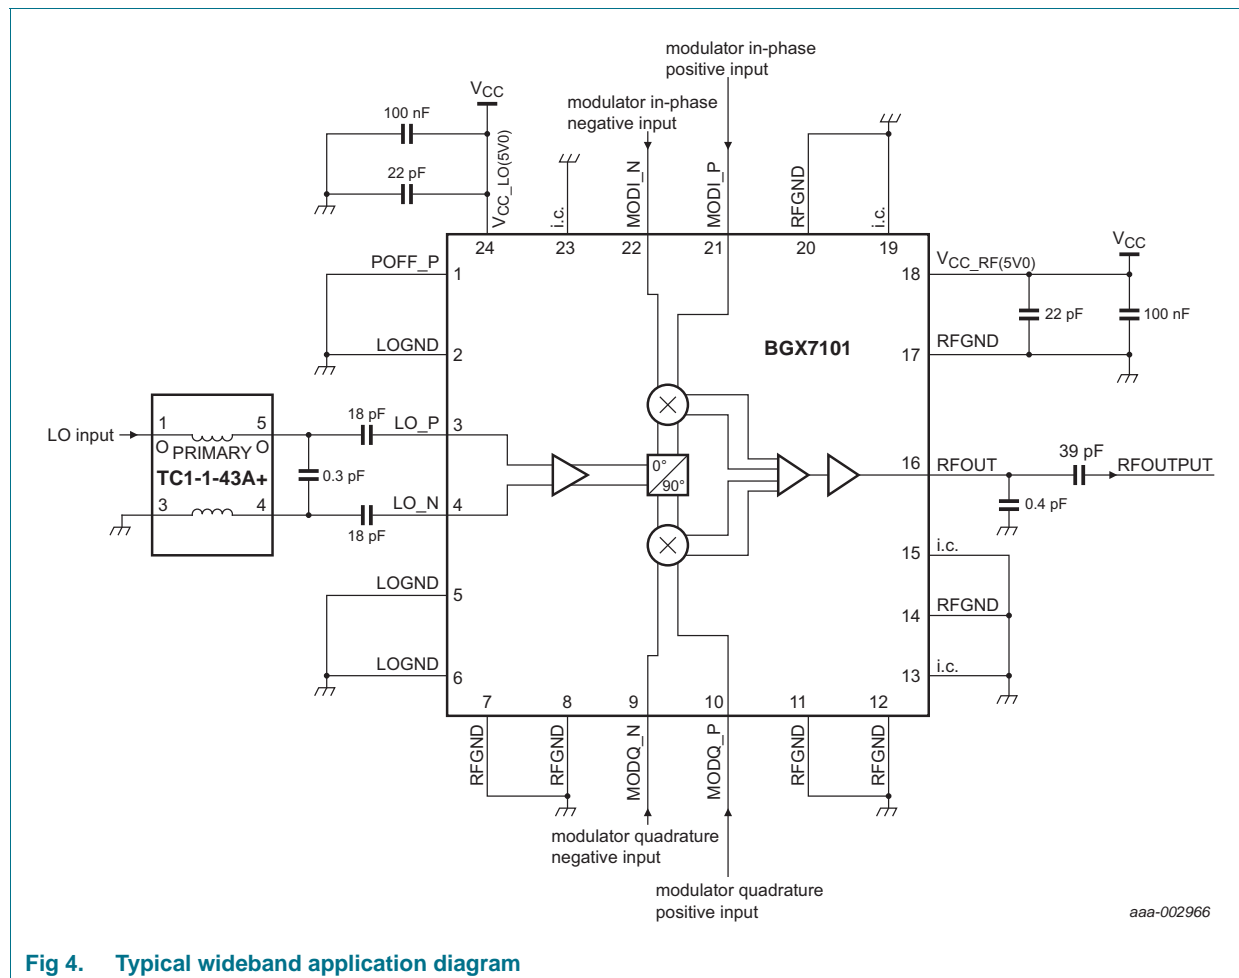 modulator in-phase
positive input
modulator in-phase
negative input
VCC
100 nF
22 pF
VCC_LO(5V0)
i.c.
MODI_N
MODI_P
RFGND
i.c.
24
23
22
21
20
19
POFF_P
1
LOGND
2
18 pF
LO_P
3
LO input
1
5
O PRIMARY O
TC1-1-43A+
3
4
0.3 pF
LO_N
4
18 pF
LOGND
5
LOGND
6
BGX7101
0°
90°
18
VCC_RF(5V0)
VCC
22 pF
100 nF
17
RFGND
16
RFOUT
39 pF
RFOUTPUT
0.4 pF
15
i.c.
14
RFGND
13
i.c.
7
8
9
10
11
12
RFGND
RFGND
MODQ_N
MODQ_P
RFGND
RFGND
modulator quadrature
negative input
modulator quadrature
positive input
aaa-002966
Fig 4. Typical wideband application diagram